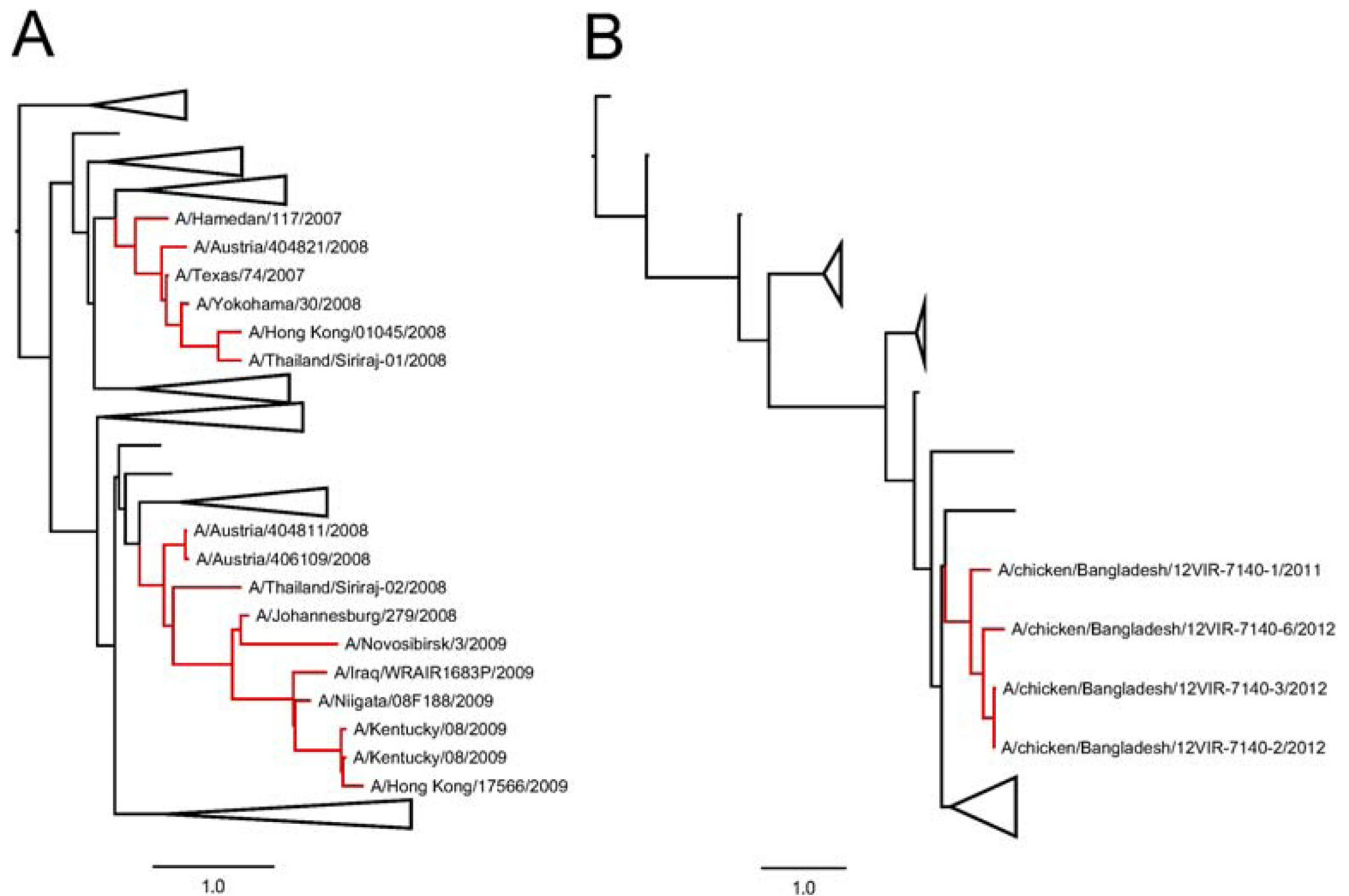 A
B
A/Hamedan/117/2007
A/Austria/404821/2008
A/Texas/74/2007
A/Yokohama/30/2008
A/Hong Kong/01045/2008
A/Thailand/Siriraj-01/2008
A/Austria/404811/2008
A/Austria/406109/2008
A/Thailand/Siriraj-02/2008
A/Johannesburg/279/2008
A/Novosibirsk/3/2009
A/Iraq/WRAIR1683P/2009
A/Niigata/08F188/2009
A/Kentucky/08/2009
A/Kentucky/08/2009
A/Hong Kong/17566/2009
1.0
A/chicken/Bangladesh/12VIR-7140-1/2011
A/chicken/Bangladesh/12VIR-7140-6/2012
A/chicken/Bangladesh/12VIR-7140-3/2012
A/chicken/Bangladesh/12VIR-7140-2/2012
1.0